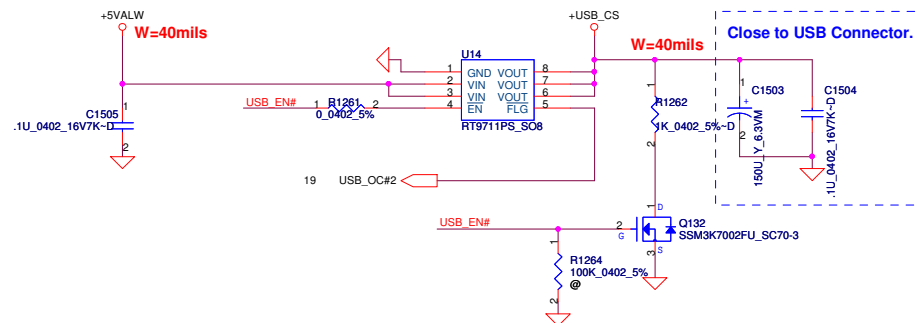 +5VALW
W=40mils
C1505
.1U_0402_16V7K~D
1
2
USB_EN#
1
R1261
2
0_0402_5%
U14
1 GND VOUT 8
2 VIN VOUT 7
3 VIN VOUT 6
4 EN FLG 5
RT9711PS_SO8
+USB_CS
W=40mils
Close to USB Connector.
1
R1262
1K_0402_5%~D
2
1
+
C1503
150U_Y_6.3VM
2
1
C1504
.1U_0402_16V7K~D
2
19 USB_OC#2
USB_EN#
2
G
1
D
Q132
SSM3K7002FU_SC70-3
3
S
1
R1264
100K_0402_5%
@
2